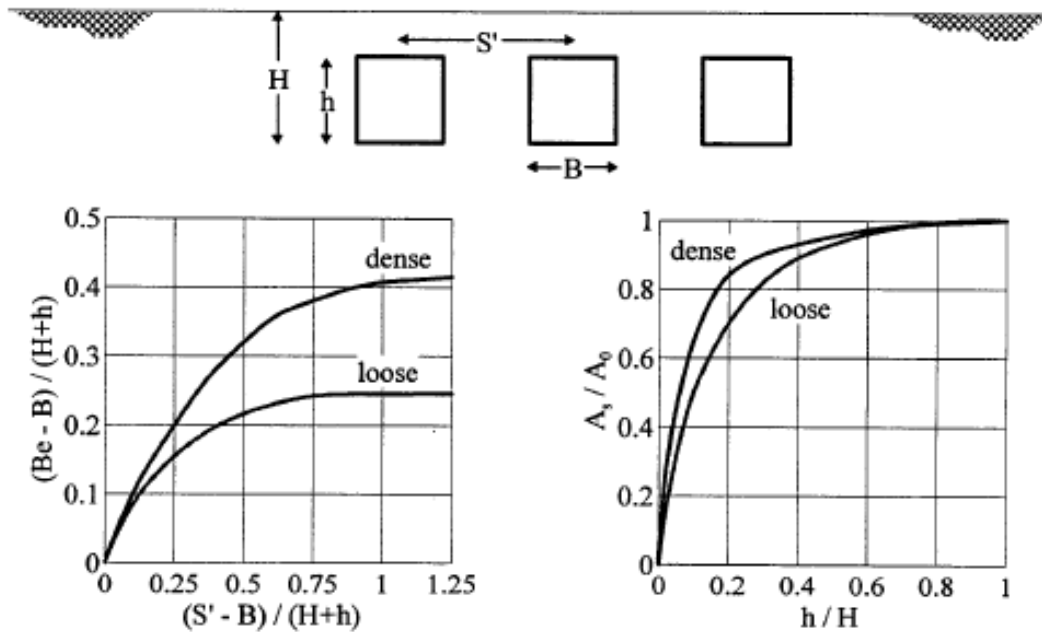 S'
H
h
B
0.5
0.4
0.3
0.2
0.1
0
(Be - B) / (H+h)
dense
loose
0 0.25 0.5 0.75 1 1.25
(S' - B) / (H+h)
1
0.8
0.6
0.4
0.2
0
A_s / A_0
dense
loose
0 0.2 0.4 0.6 0.8 1
h / H